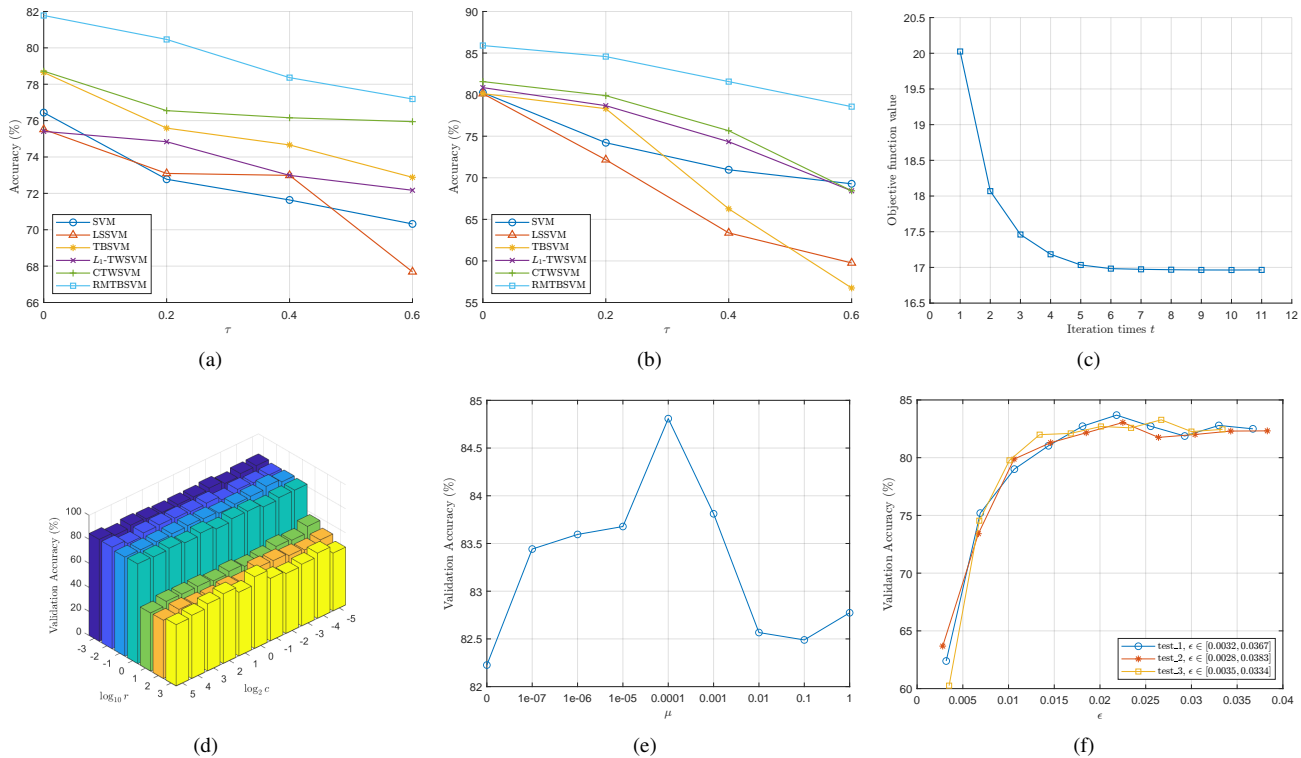 82
80
78
76
74
72
70
68
66
Accuracy (%)
SVM
LSSVM
TBSVM
L₁-TWSVM
CTWSVM
RMTBSVM
0 0.2 0.4 0.6
τ
(a)
90
85
80
75
70
65
60
55
Accuracy (%)
SVM
LSSVM
TBSVM
L₁-TWSVM
CTWSVM
RMTBSVM
0 0.2 0.4 0.6
τ
(b)
20.5
20
19.5
19
18.5
18
17.5
17
16.5
Objective function value
0 1 2 3 4 5 6 7 8 9 10 11 12
Iteration times t
(c)
100
80
60
40
20
0
Validation Accuracy (%)
-3 -2 -1 0 1 2 3
log₁₀ r
5 4 3 2 1 0 -1 -2 -3 -4 -5
log₂ c
(d)
85
84.5
84
83.5
83
82.5
82
Validation Accuracy (%)
0 1e-07 1e-06 1e-05 0.0001 0.001 0.01 0.1 1
μ
(e)
85
80
75
70
65
60
Validation Accuracy (%)
test_1, ϵ ∈ [0.0032, 0.0367]
test_2, ϵ ∈ [0.0028, 0.0383]
test_3, ϵ ∈ [0.0035, 0.0334]
0 0.005 0.01 0.015 0.02 0.025 0.03 0.035 0.04
ϵ
(f)